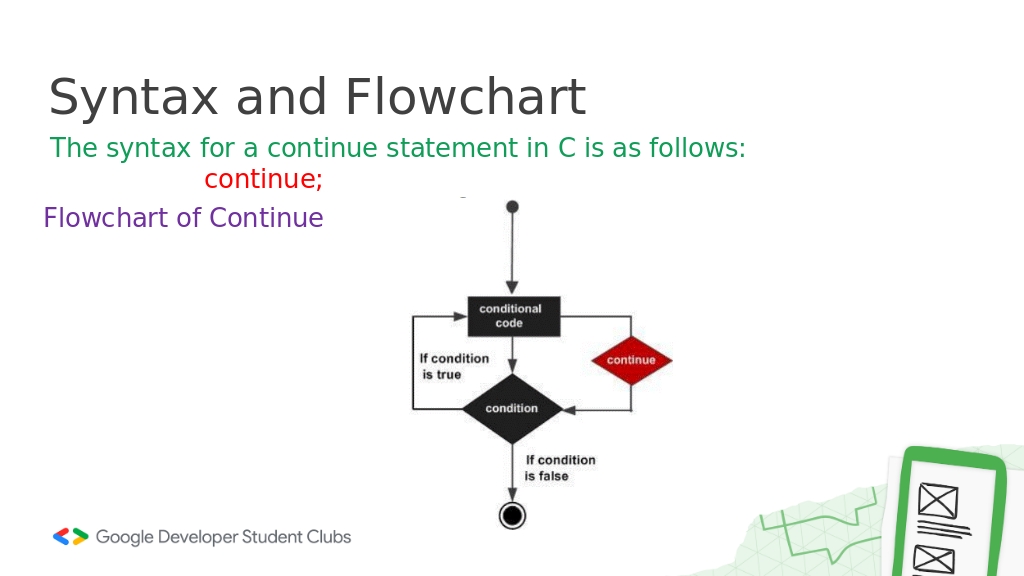 Syntax and Flowchart
The syntax for a continue statement in C is as follows:
continue;
Flowchart of Continue
conditional
code
If condition
is true
continue
condition
If condition
is false
Google Developer Student Clubs